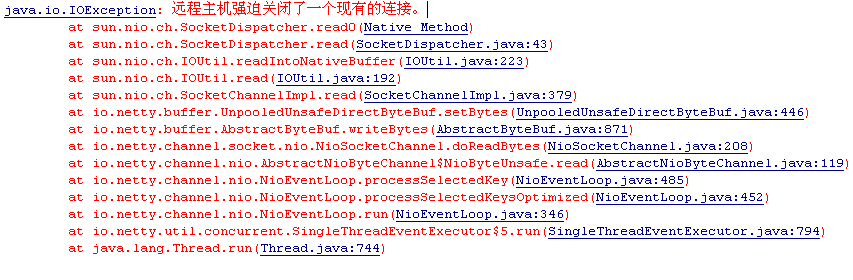 java.io.IOException: 远程主机强迫关闭了一个现有的连接。
at sun.nio.ch.SocketDispatcher.read0(Native Method)
at sun.nio.ch.SocketDispatcher.read(SocketDispatcher.java:43)
at sun.nio.ch.IOUtil.readIntoNativeBuffer(IOUtil.java:223)
at sun.nio.ch.IOUtil.read(IOUtil.java:192)
at sun.nio.ch.SocketChannelImpl.read(SocketChannelImpl.java:379)
at io.netty.buffer.UnpooledUnsafeDirectByteBuf.setBytes(UnpooledUnsafeDirectByteBuf.java:446)
at io.netty.buffer.AbstractByteBuf.writeBytes(AbstractByteBuf.java:871)
at io.netty.channel.socket.nio.NioSocketChannel.doReadBytes(NioSocketChannel.java:208)
at io.netty.channel.nio.AbstractNioByteChannel$NioByteUnsafe.read(AbstractNioByteChannel.java:119)
at io.netty.channel.nio.NioEventLoop.processSelectedKey(NioEventLoop.java:485)
at io.netty.channel.nio.NioEventLoop.processSelectedKeysOptimized(NioEventLoop.java:452)
at io.netty.channel.nio.NioEventLoop.run(NioEventLoop.java:346)
at io.netty.util.concurrent.SingleThreadEventExecutor$5.run(SingleThreadEventExecutor.java:794)
at java.lang.Thread.run(Thread.java:744)